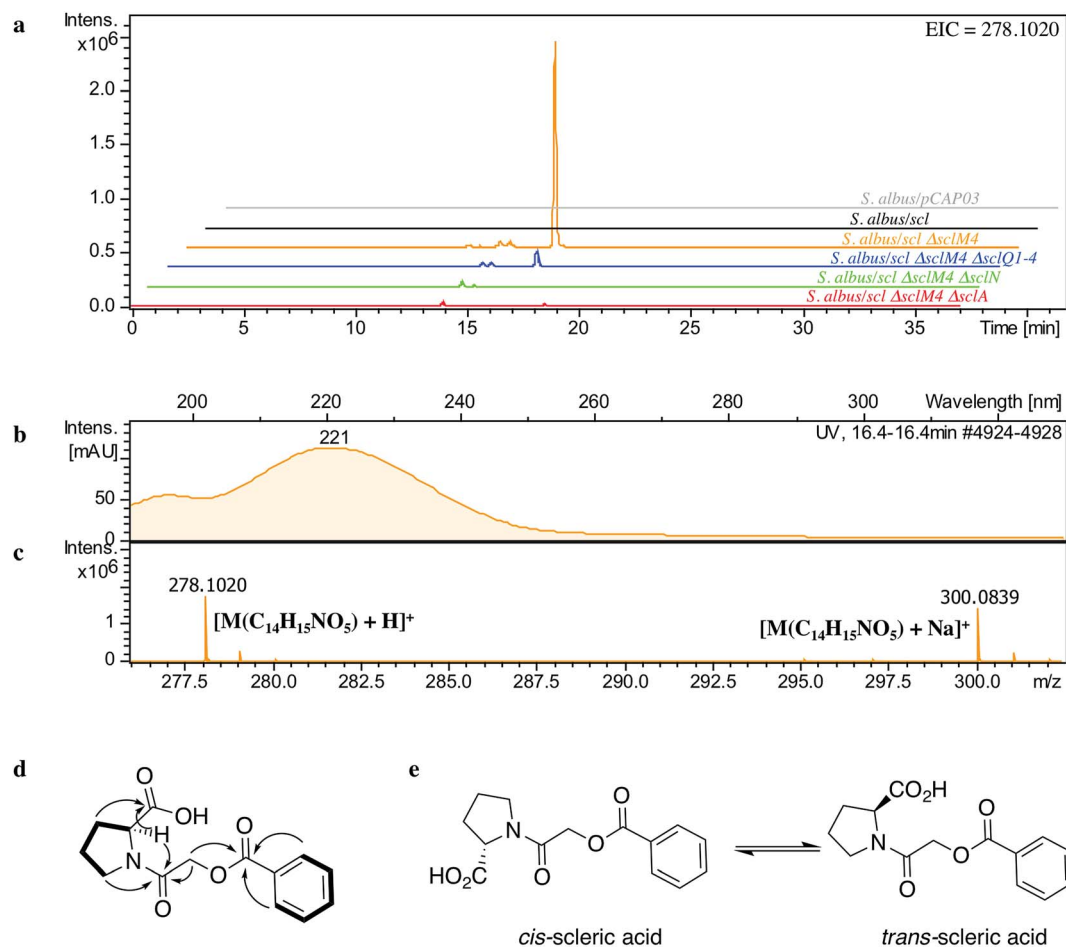 a
Intens.
x10⁶
EIC = 278.1020
2.0
1.5
1.0
0.5
0.0
S. albus/pCAP03
S. albus/scl
S. albus/scl ΔsclM4
S. albus/scl ΔsclM4 ΔsclQ1-4
S. albus/scl ΔsclM4 ΔsclN
S. albus/scl ΔsclM4 ΔsclA
0 5 10 15 20 25 30 35 Time [min]
200 220 240 260 280 300 Wavelength [nm]
b
Intens.
[mAU]
221
UV, 16.4-16.4min #4924-4928
50
0
c
Intens.
x10⁶
278.1020
[M(C₁₄H₁₅NO₅) + H]⁺
300.0839
[M(C₁₄H₁₅NO₅) + Na]⁺
1
0
277.5 280.0 282.5 285.0 287.5 290.0 292.5 295.0 297.5 300.0 m/z
d
O
OH
H
N
O
O
O
e
O
N
O
HO₂C
O
cis-scleric acid
CO₂H
O
N
O
O
trans-scleric acid